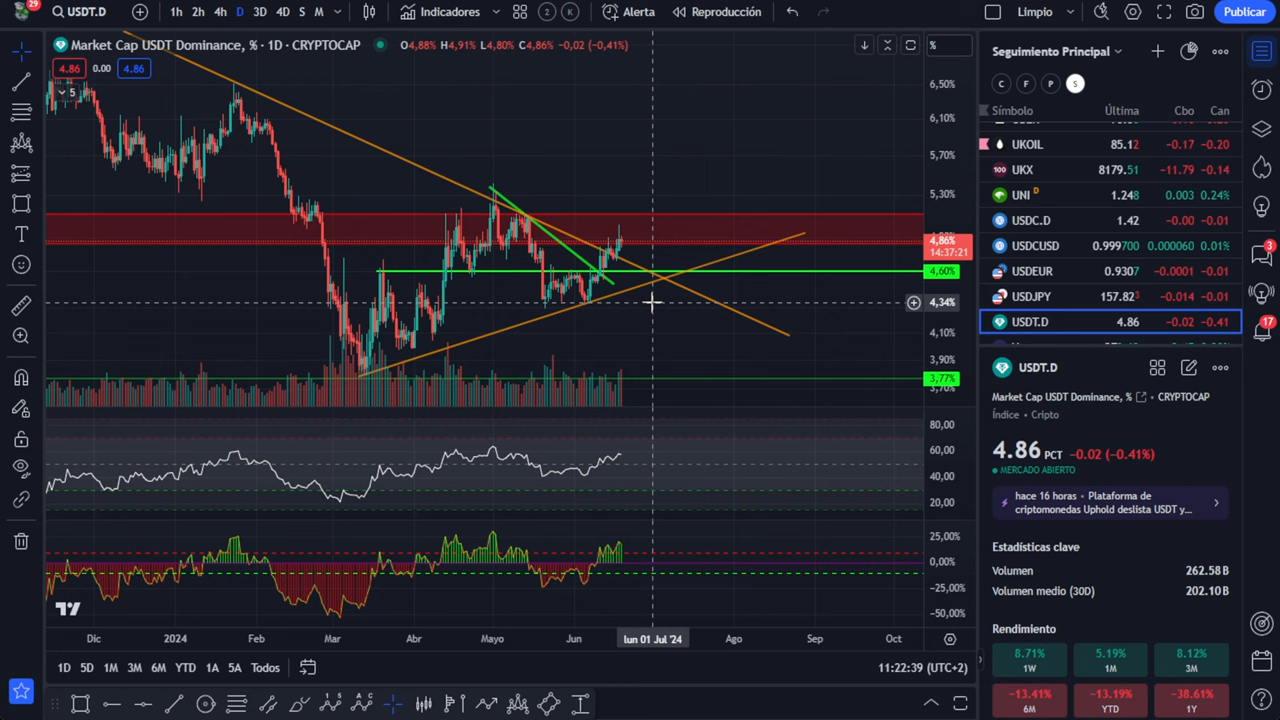 29
USDT.D
1h 2h 4h D 3D 4D S M
Indicadores
2 K
Alerta
Reproducción
Limpio
Publicar
Market Cap USDT Dominance, % · 1D · CRYPTOCAP
O4,88% H4,91% L4,80% C4,86% −0,02 (−0,41%)
%
4.86 0.00 4.86
5
6,50%
6,10%
5,70%
5,30%
4,86%
14:37:21
4,60%
4,34%
4,10%
3,90%
3,77%
80,00
60,00
40,00
20,00
25,00%
0,00%
−25,00%
−50,00%
Dic 2024 Feb Mar Abr Mayo Jun lun 01 Jul '24 Ago Sep Oct
1D 5D 1M 3M 6M YTD 1A 5A Todos
11:22:39 (UTC+2)
Seguimiento Principal
C F P S
Símbolo Última Cbo Can
UKOIL 85.12 −0.17 −0.20
100 UKX 8179.51 −11.79 −0.14
UNI D 1.248 0.003 0.24%
USDC.D 1.42 −0.00 −0.01
USDCUSD 0.999700 0.000060 0.01%
USDEUR 0.9307 −0.0001 −0.01
USDJPY 157.823 −0.014 −0.01
USDT.D 4.86 −0.02 −0.41
USDT.D
Market Cap USDT Dominance, % · CRYPTOCAP
Índice · Cripto
4.86 PCT −0.02 (−0.41%)
MERCADO ABIERTO
hace 16 horas · Plataforma de
criptomonedas Uphold deslista USDT y...
Estadísticas clave
Volumen 262.58B
Volumen medio (30D) 202.10B
Rendimiento
8.71% 5.19% 8.12%
1W 1M 3M
−13.41% −13.19% −38.61%
6M YTD 1Y
3
17